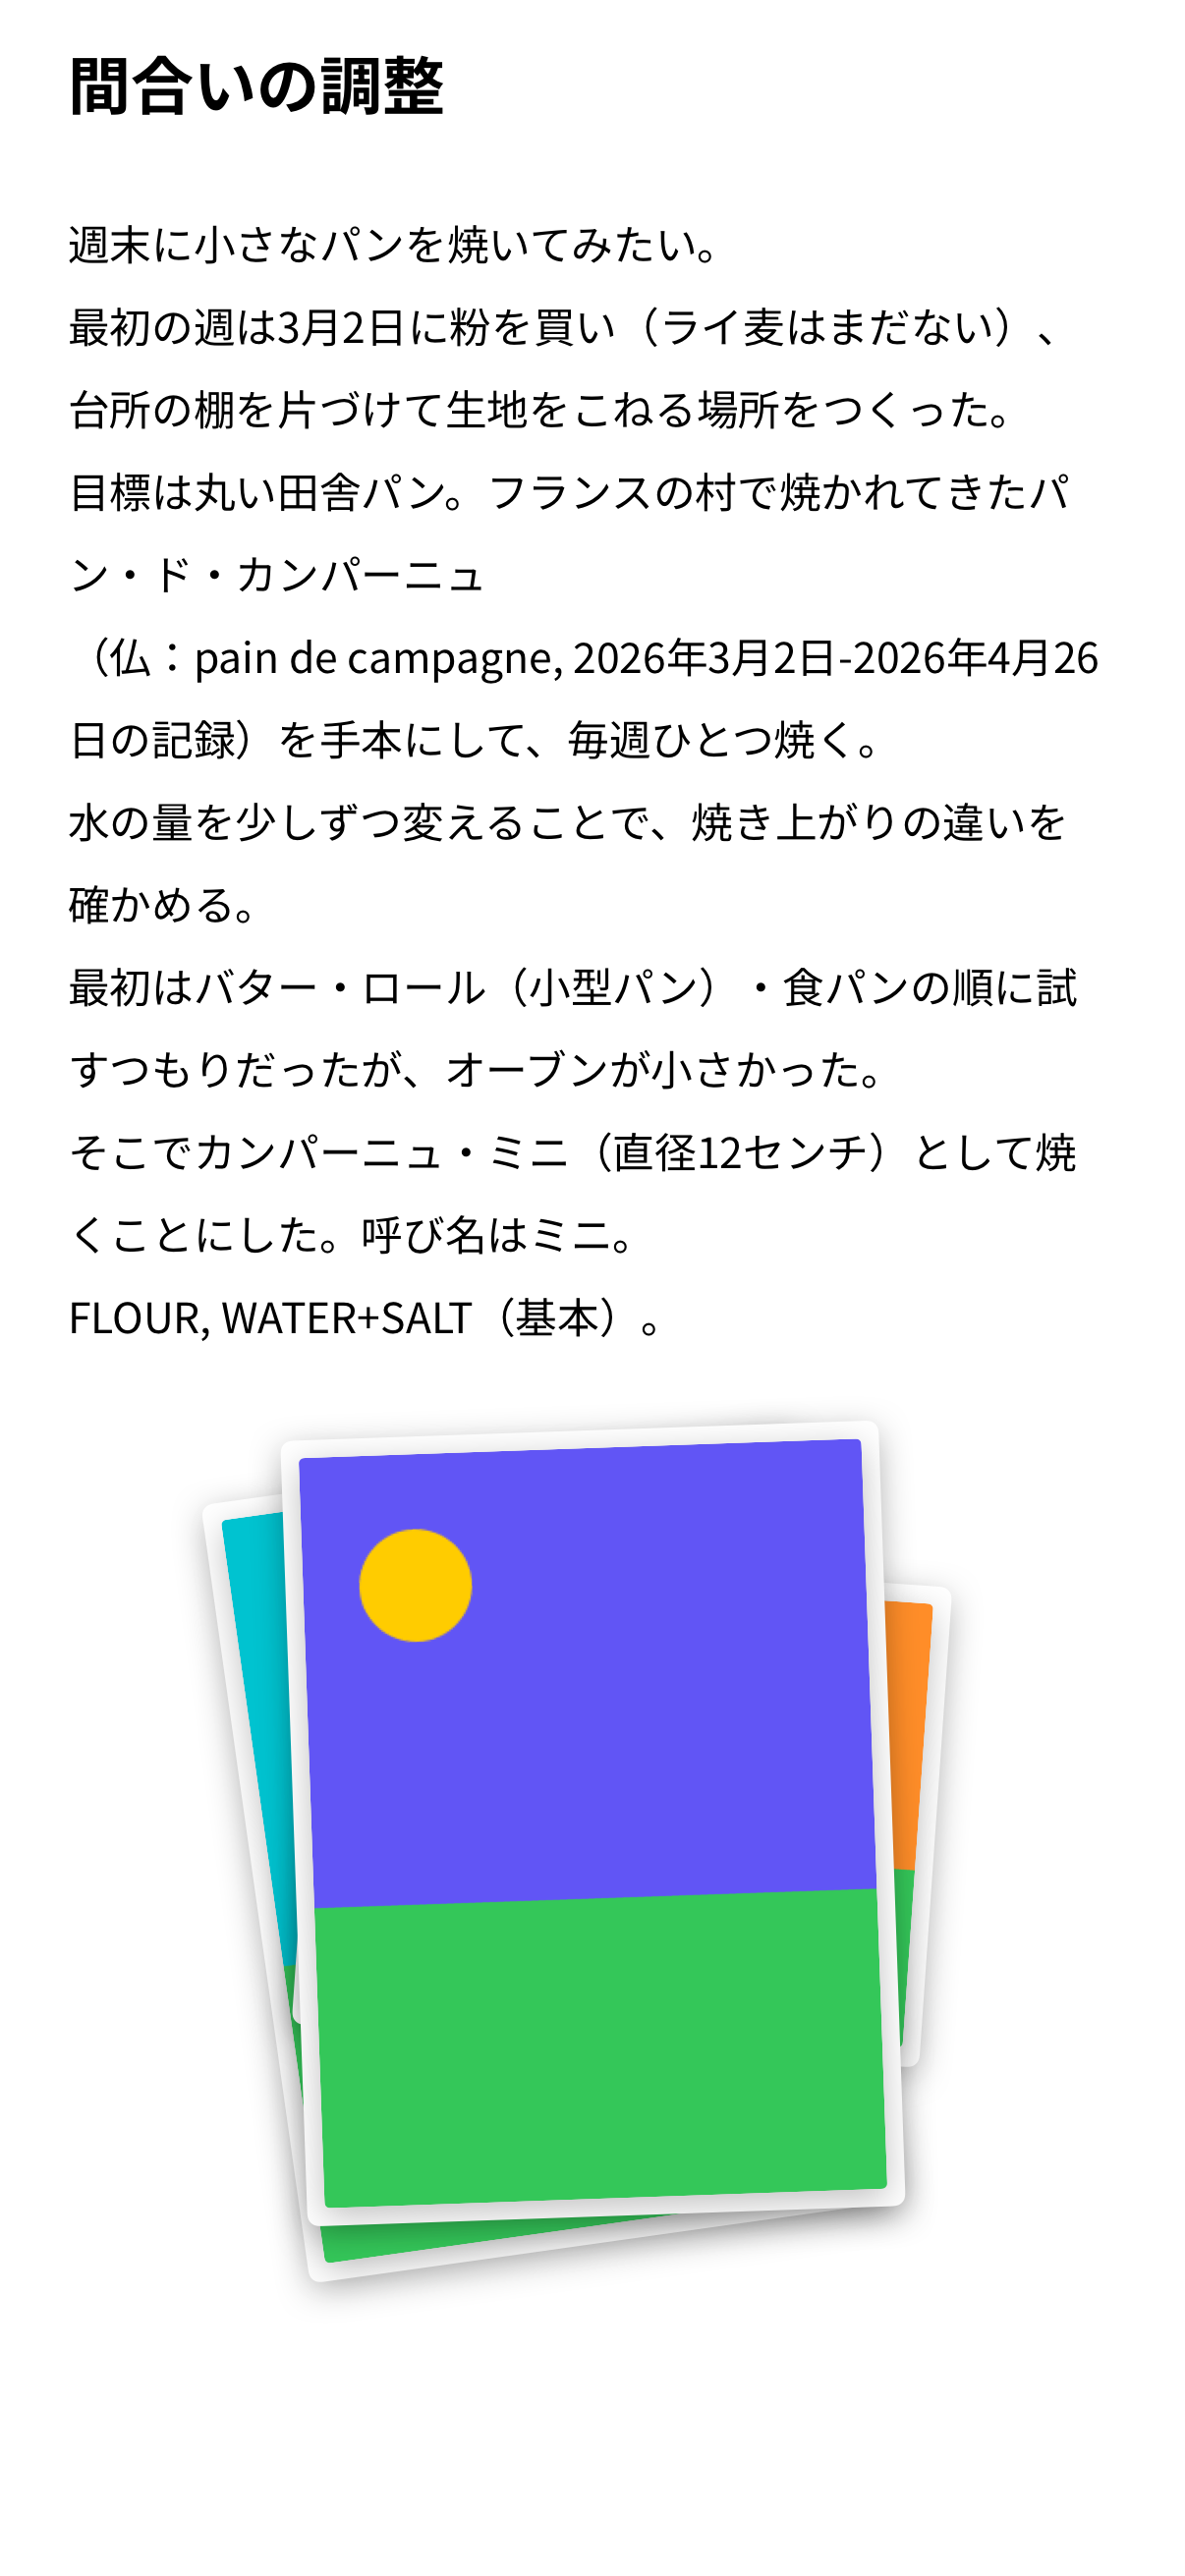 間合いの調整
週末に小さなパンを焼いてみたい。
最初の週は3月2日に粉を買い（ライ麦はまだない）、
台所の棚を片づけて生地をこねる場所をつくった。
目標は丸い田舎パン。フランスの村で焼かれてきたパ
ン・ド・カンパーニュ
（仏：pain de campagne, 2026年3月2日-2026年4月26
日の記録）を手本にして、毎週ひとつ焼く。
水の量を少しずつ変えることで、焼き上がりの違いを
確かめる。
最初はバター・ロール（小型パン）・食パンの順に試
すつもりだったが、オーブンが小さかった。
そこでカンパーニュ・ミニ（直径12センチ）として焼
くことにした。呼び名はミニ。
FLOUR, WATER+SALT（基本）。